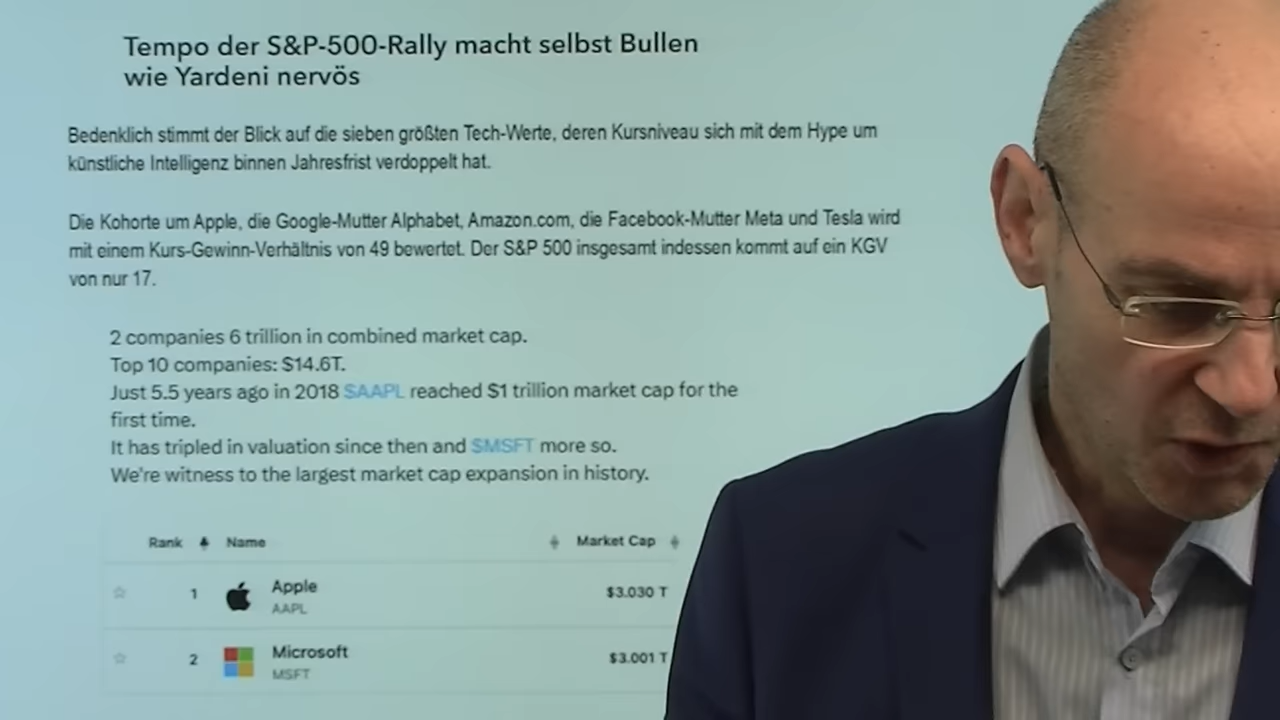 Tempo der S&P-500-Rally macht selbst Bullen
wie Yardeni nervös
Bedenklich stimmt der Blick auf die sieben größten Tech-Werte, deren Kursniveau sich mit dem Hype um
künstliche Intelligenz binnen Jahresfrist verdoppelt hat.
Die Kohorte um Apple, die Google-Mutter Alphabet, Amazon.com, die Facebook-Mutter Meta und Tesla wird
mit einem Kurs-Gewinn-Verhältnis von 49 bewertet. Der S&P 500 insgesamt indessen kommt auf ein KGV
von nur 17.
2 companies 6 trillion in combined market cap.
Top 10 companies: $14.6T.
Just 5.5 years ago in 2018 $AAPL reached $1 trillion market cap for the
first time.
It has tripled in valuation since then and $MSFT more so.
We're witness to the largest market cap expansion in history.
Rank Name Market Cap
1 Apple $3.030 T
AAPL
2 Microsoft $3.001 T
MSFT